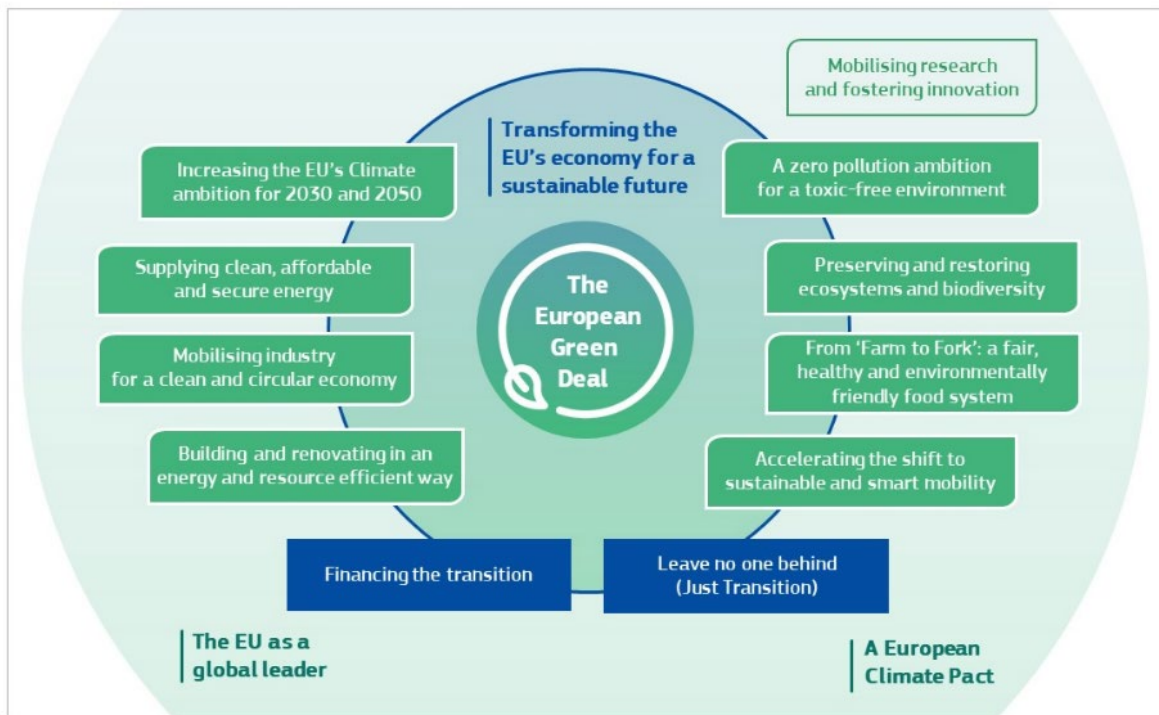 Mobilising research
and fostering innovation
Transforming the
EU's economy for a
sustainable future
Increasing the EU's Climate
ambition for 2030 and 2050
A zero pollution ambition
for a toxic-free environment
Supplying clean, affordable
and secure energy
Preserving and restoring
ecosystems and biodiversity
The
European
Green
Deal
Mobilising industry
for a clean and circular economy
From 'Farm to Fork': a fair,
healthy and environmentally
friendly food system
Building and renovating in an
energy and resource efficient way
Accelerating the shift to
sustainable and smart mobility
Financing the transition
Leave no one behind
(Just Transition)
The EU as a
global leader
A European
Climate Pact